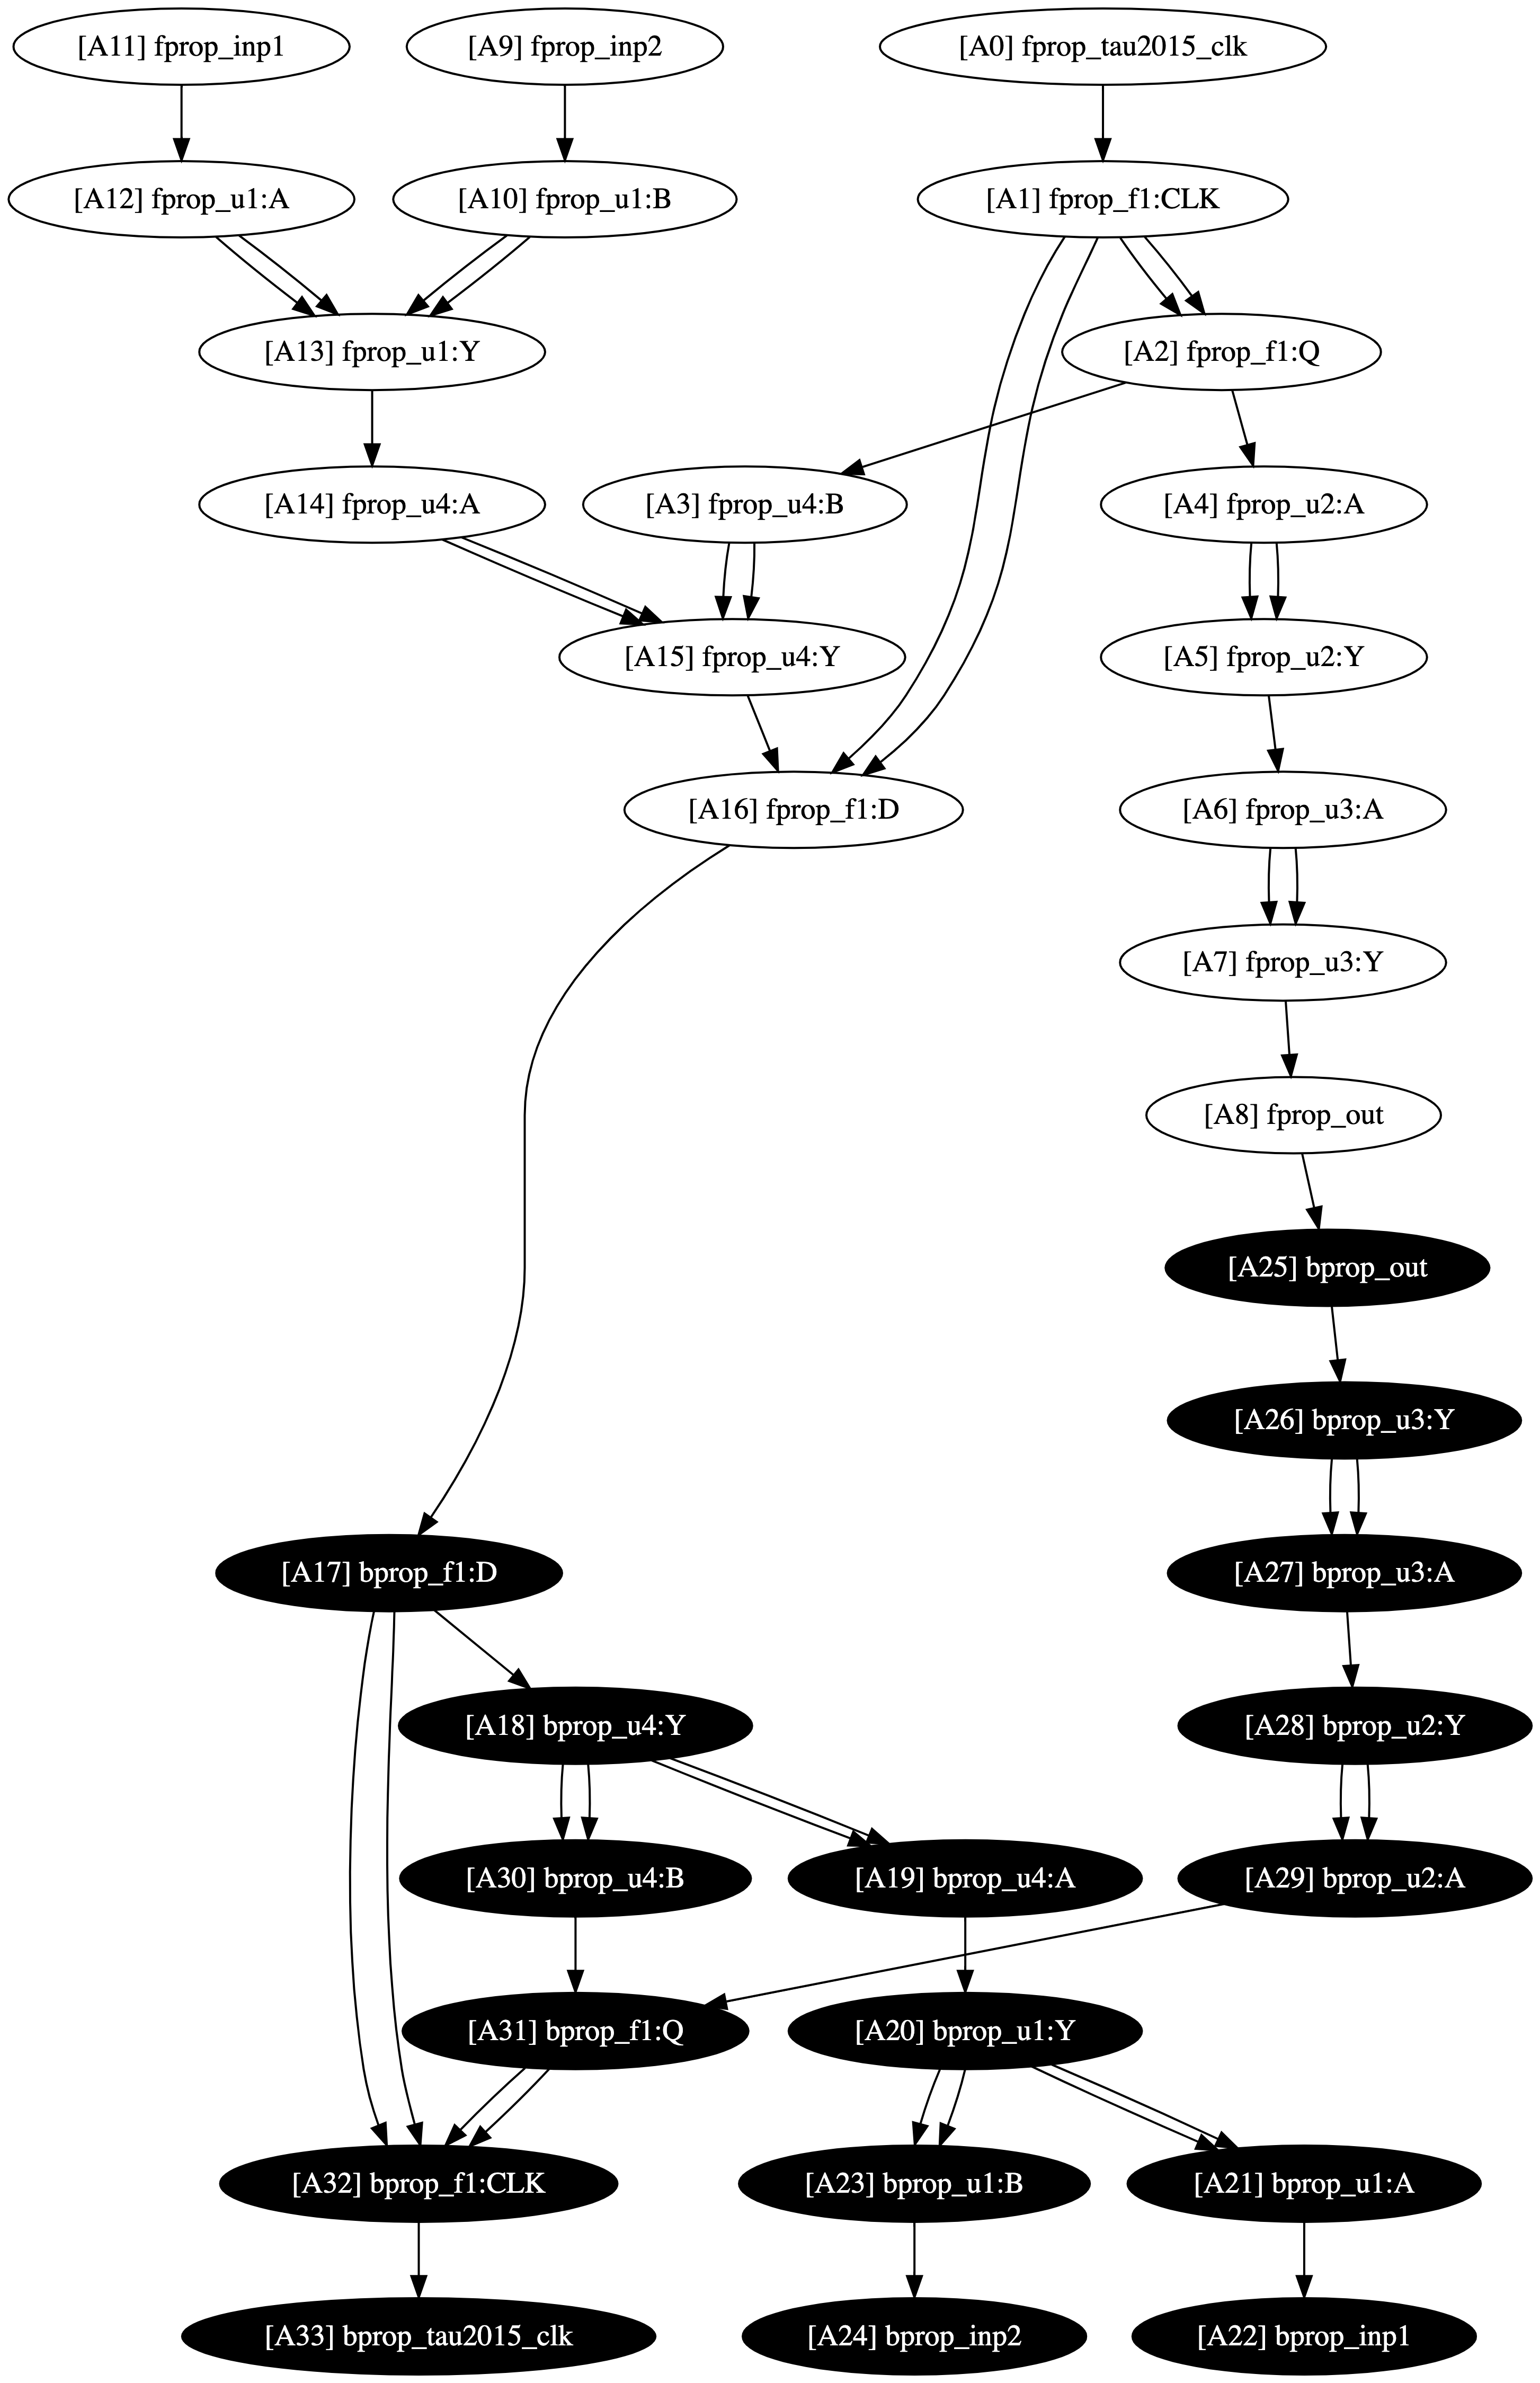 [A11] fprop_inp1
[A9] fprop_inp2
[A0] fprop_tau2015_clk
[A12] fprop_u1:A
[A10] fprop_u1:B
[A1] fprop_f1:CLK
[A13] fprop_u1:Y
[A2] fprop_f1:Q
[A14] fprop_u4:A
[A3] fprop_u4:B
[A4] fprop_u2:A
[A15] fprop_u4:Y
[A5] fprop_u2:Y
[A16] fprop_f1:D
[A6] fprop_u3:A
[A7] fprop_u3:Y
[A8] fprop_out
[A25] bprop_out
[A26] bprop_u3:Y
[A17] bprop_f1:D
[A27] bprop_u3:A
[A18] bprop_u4:Y
[A28] bprop_u2:Y
[A30] bprop_u4:B
[A19] bprop_u4:A
[A29] bprop_u2:A
[A31] bprop_f1:Q
[A20] bprop_u1:Y
[A32] bprop_f1:CLK
[A23] bprop_u1:B
[A21] bprop_u1:A
[A33] bprop_tau2015_clk
[A24] bprop_inp2
[A22] bprop_inp1